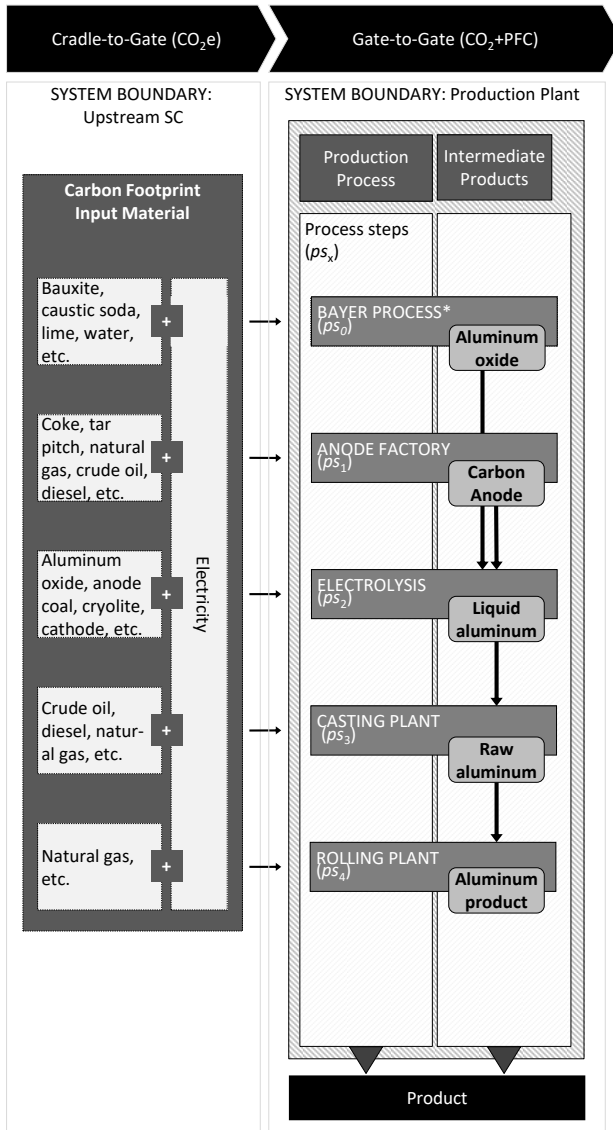 Cradle-to-Gate (CO₂e)
Gate-to-Gate (CO₂+PFC)
SYSTEM BOUNDARY:
Upstream SC
SYSTEM BOUNDARY: Production Plant
Carbon Footprint
Input Material
Production
Process
Intermediate
Products
Process steps
(psₓ)
Bauxite,
caustic soda,
lime, water,
etc.
+
BAYER PROCESS*
(ps₀)
Aluminum
oxide
Coke, tar
pitch, natural
gas, crude oil,
diesel, etc.
+
ANODE FACTORY
(ps₁)
Carbon
Anode
Electricity
Aluminum
oxide, anode
coal, cryolite,
cathode, etc.
+
ELECTROLYSIS
(ps₂)
Liquid
aluminum
Crude oil,
diesel, natur-
al gas, etc.
+
CASTING PLANT
(ps₃)
Raw
aluminum
Natural gas,
etc.
+
ROLLING PLANT
(ps₄)
Aluminum
product
Product